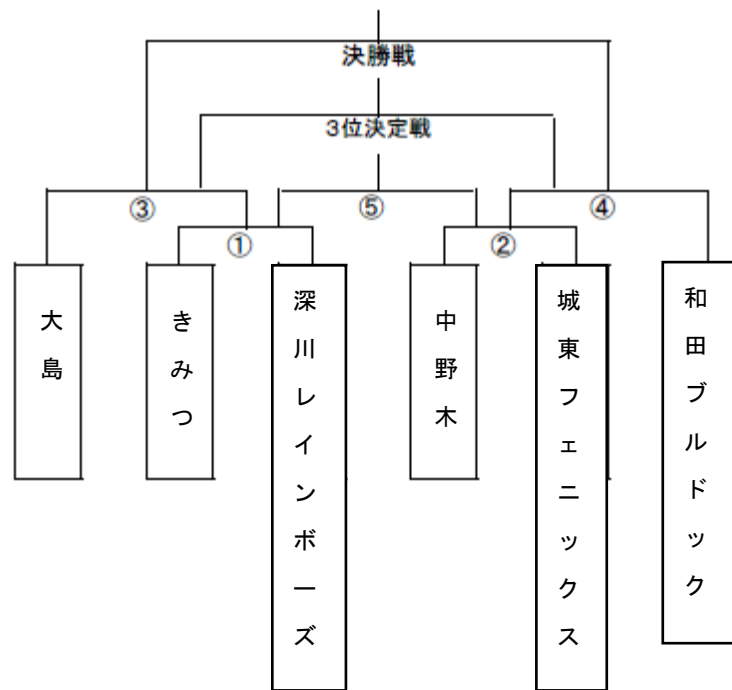 決勝戦
3位決定戦
③
⑤
④
①
②
大島
きみつ
深川レインボーズ
中野木
城東フェニックス
和田ブルドック